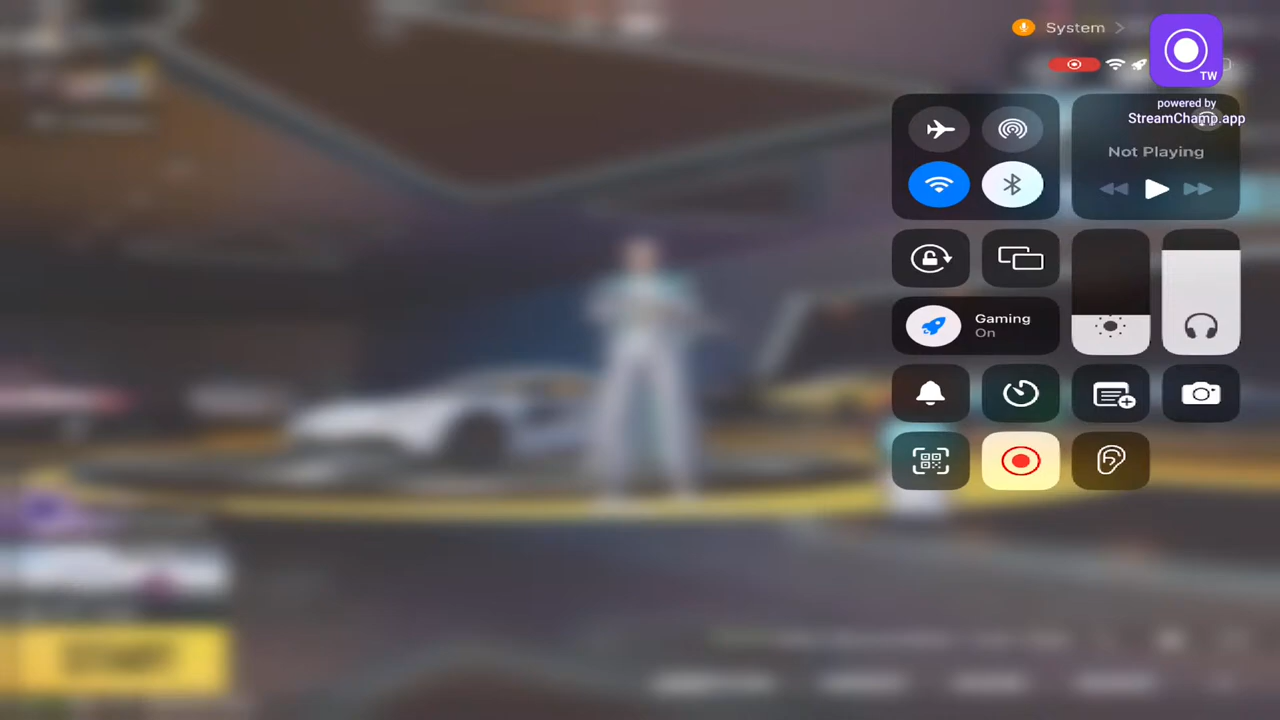 System
TW
powered by
StreamChamp.app
Not Playing
Gaming
On